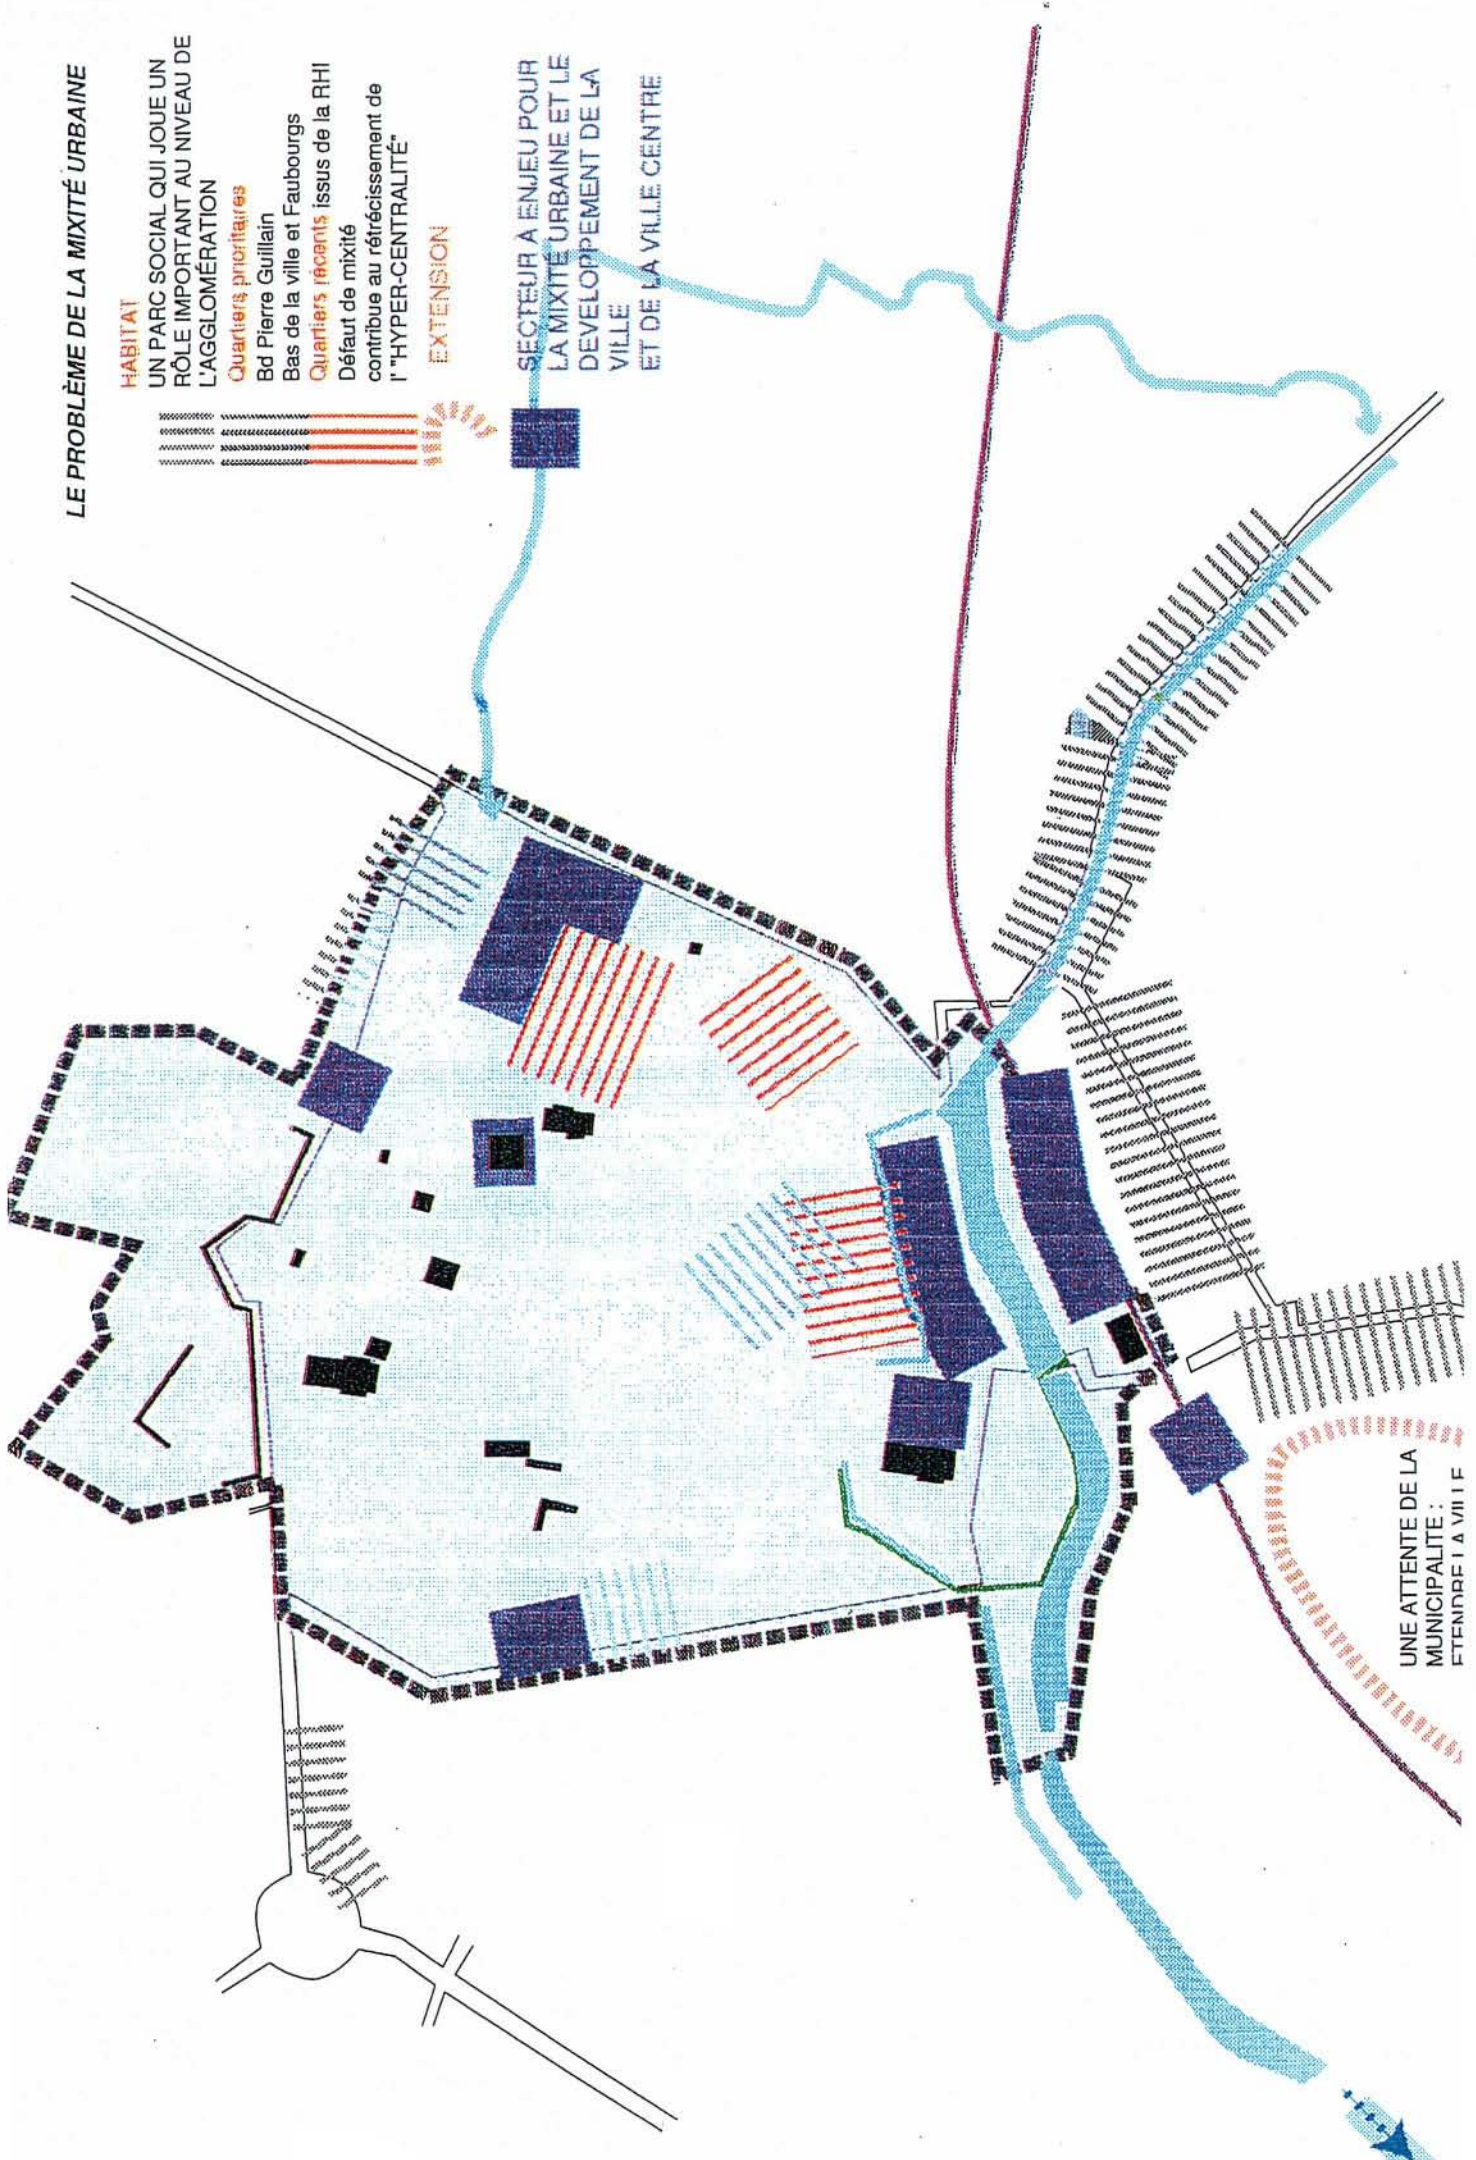 LE PROBLÈME DE LA MIXITÉ URBAINE
HABITAT
UN PARC SOCIAL QUI JOUE UN
RÔLE IMPORTANT AU NIVEAU DE
L'AGGLOMÉRATION
Quartiers prioritaires
Bd Pierre Guillain
Bas de la ville et Faubourgs
Quartiers récents issus de la RHI
Défaut de mixité
contribue au rétrécissement de
l' "HYPER-CENTRALITÉ"
EXTENSION
SECTEUR À ENJEU POUR
LA MIXITÉ URBAINE ET LE
DEVELOPPEMENT DE LA
VILLE
ET DE LA VILLE CENTRE
UNE ATTENTE DE LA
MUNICIPALITE :
ETENDRE LA VILLE